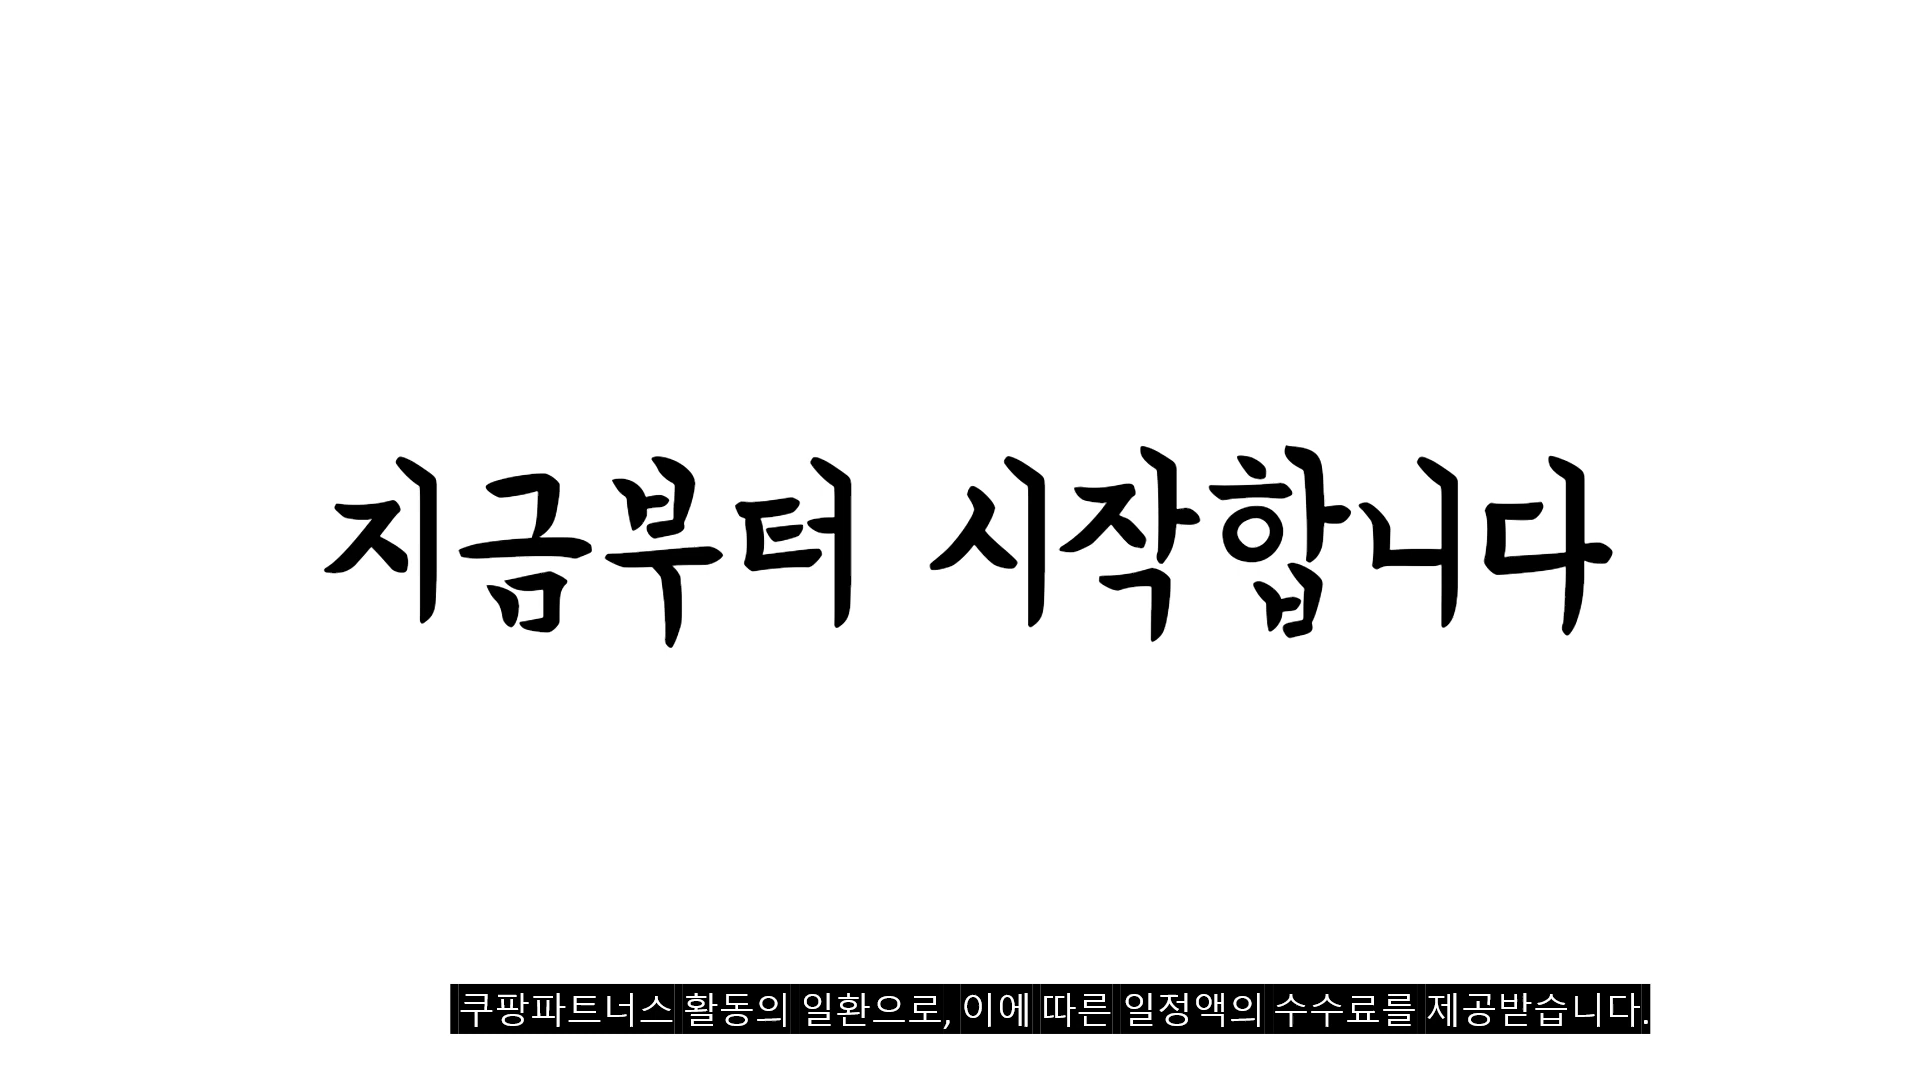 지금부터 시작합니다
쿠팡파트너스 활동의 일환으로, 이에 따른 일정액의 수수료를 제공받습니다.